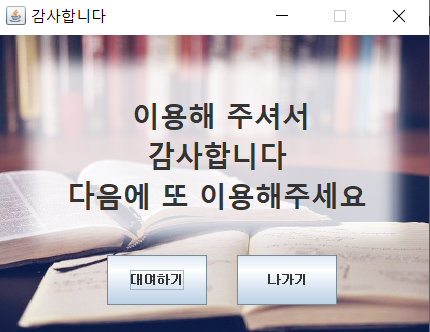 감사합니다
이용해 주셔서
감사합니다
다음에 또 이용해주세요
대여하기
나가기